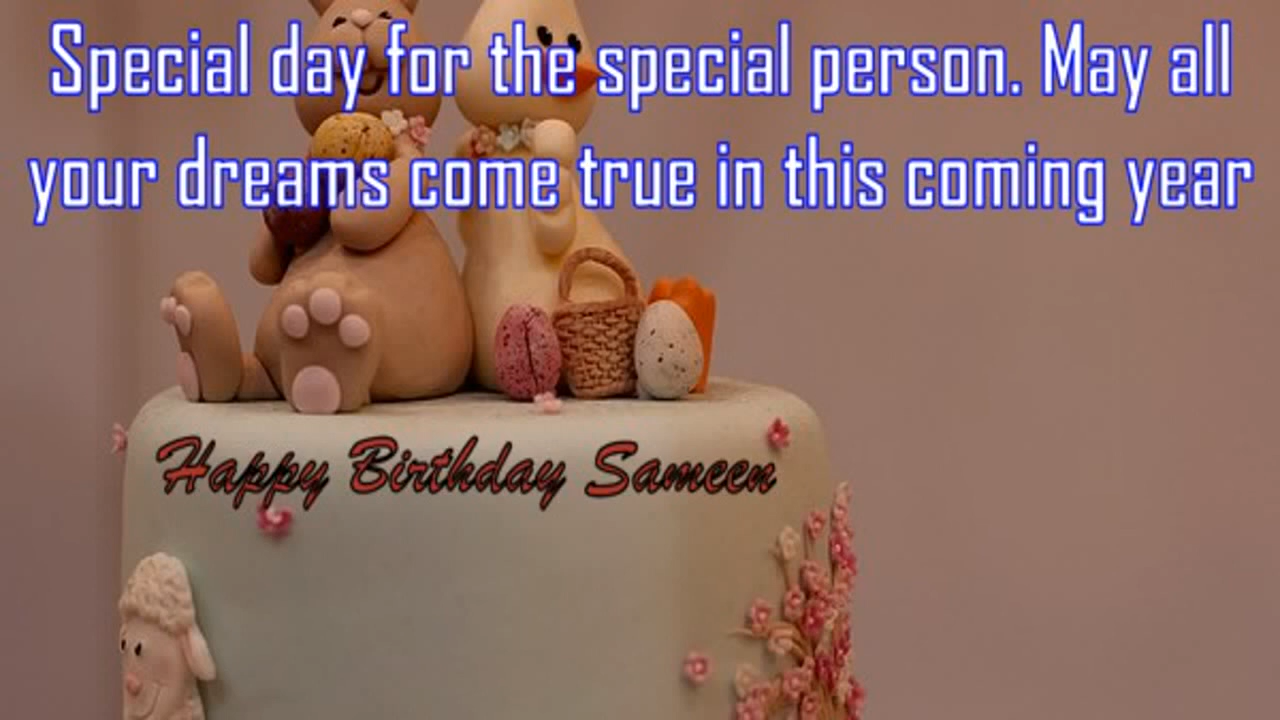 Special day for the special person. May all
your dreams come true in this coming year
Happy Birthday Sameen